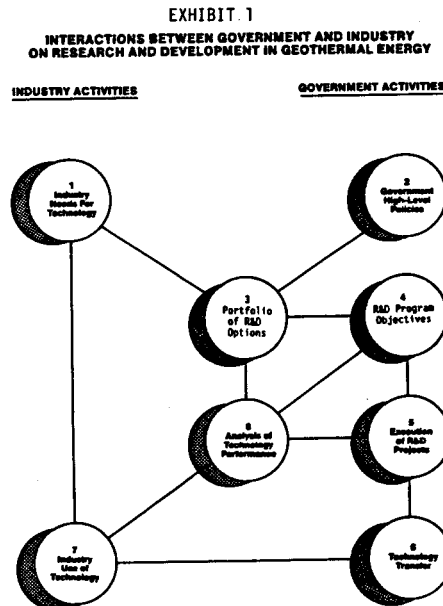 EXHIBIT 1
INTERACTIONS BETWEEN GOVERNMENT AND INDUSTRY
ON RESEARCH AND DEVELOPMENT IN GEOTHERMAL ENERGY
INDUSTRY ACTIVITIES
GOVERNMENT ACTIVITIES
1
Industry
Needs For
Technology
2
Government
High-Level
Policies
3
Portfolo
of R&D
Options
4
R&D Program
Objectives
8
Analysis of
Technology
Performance
5
Execution
of R&D
Projects
7
Industry
Use of
Technology
6
Technology
Transfer